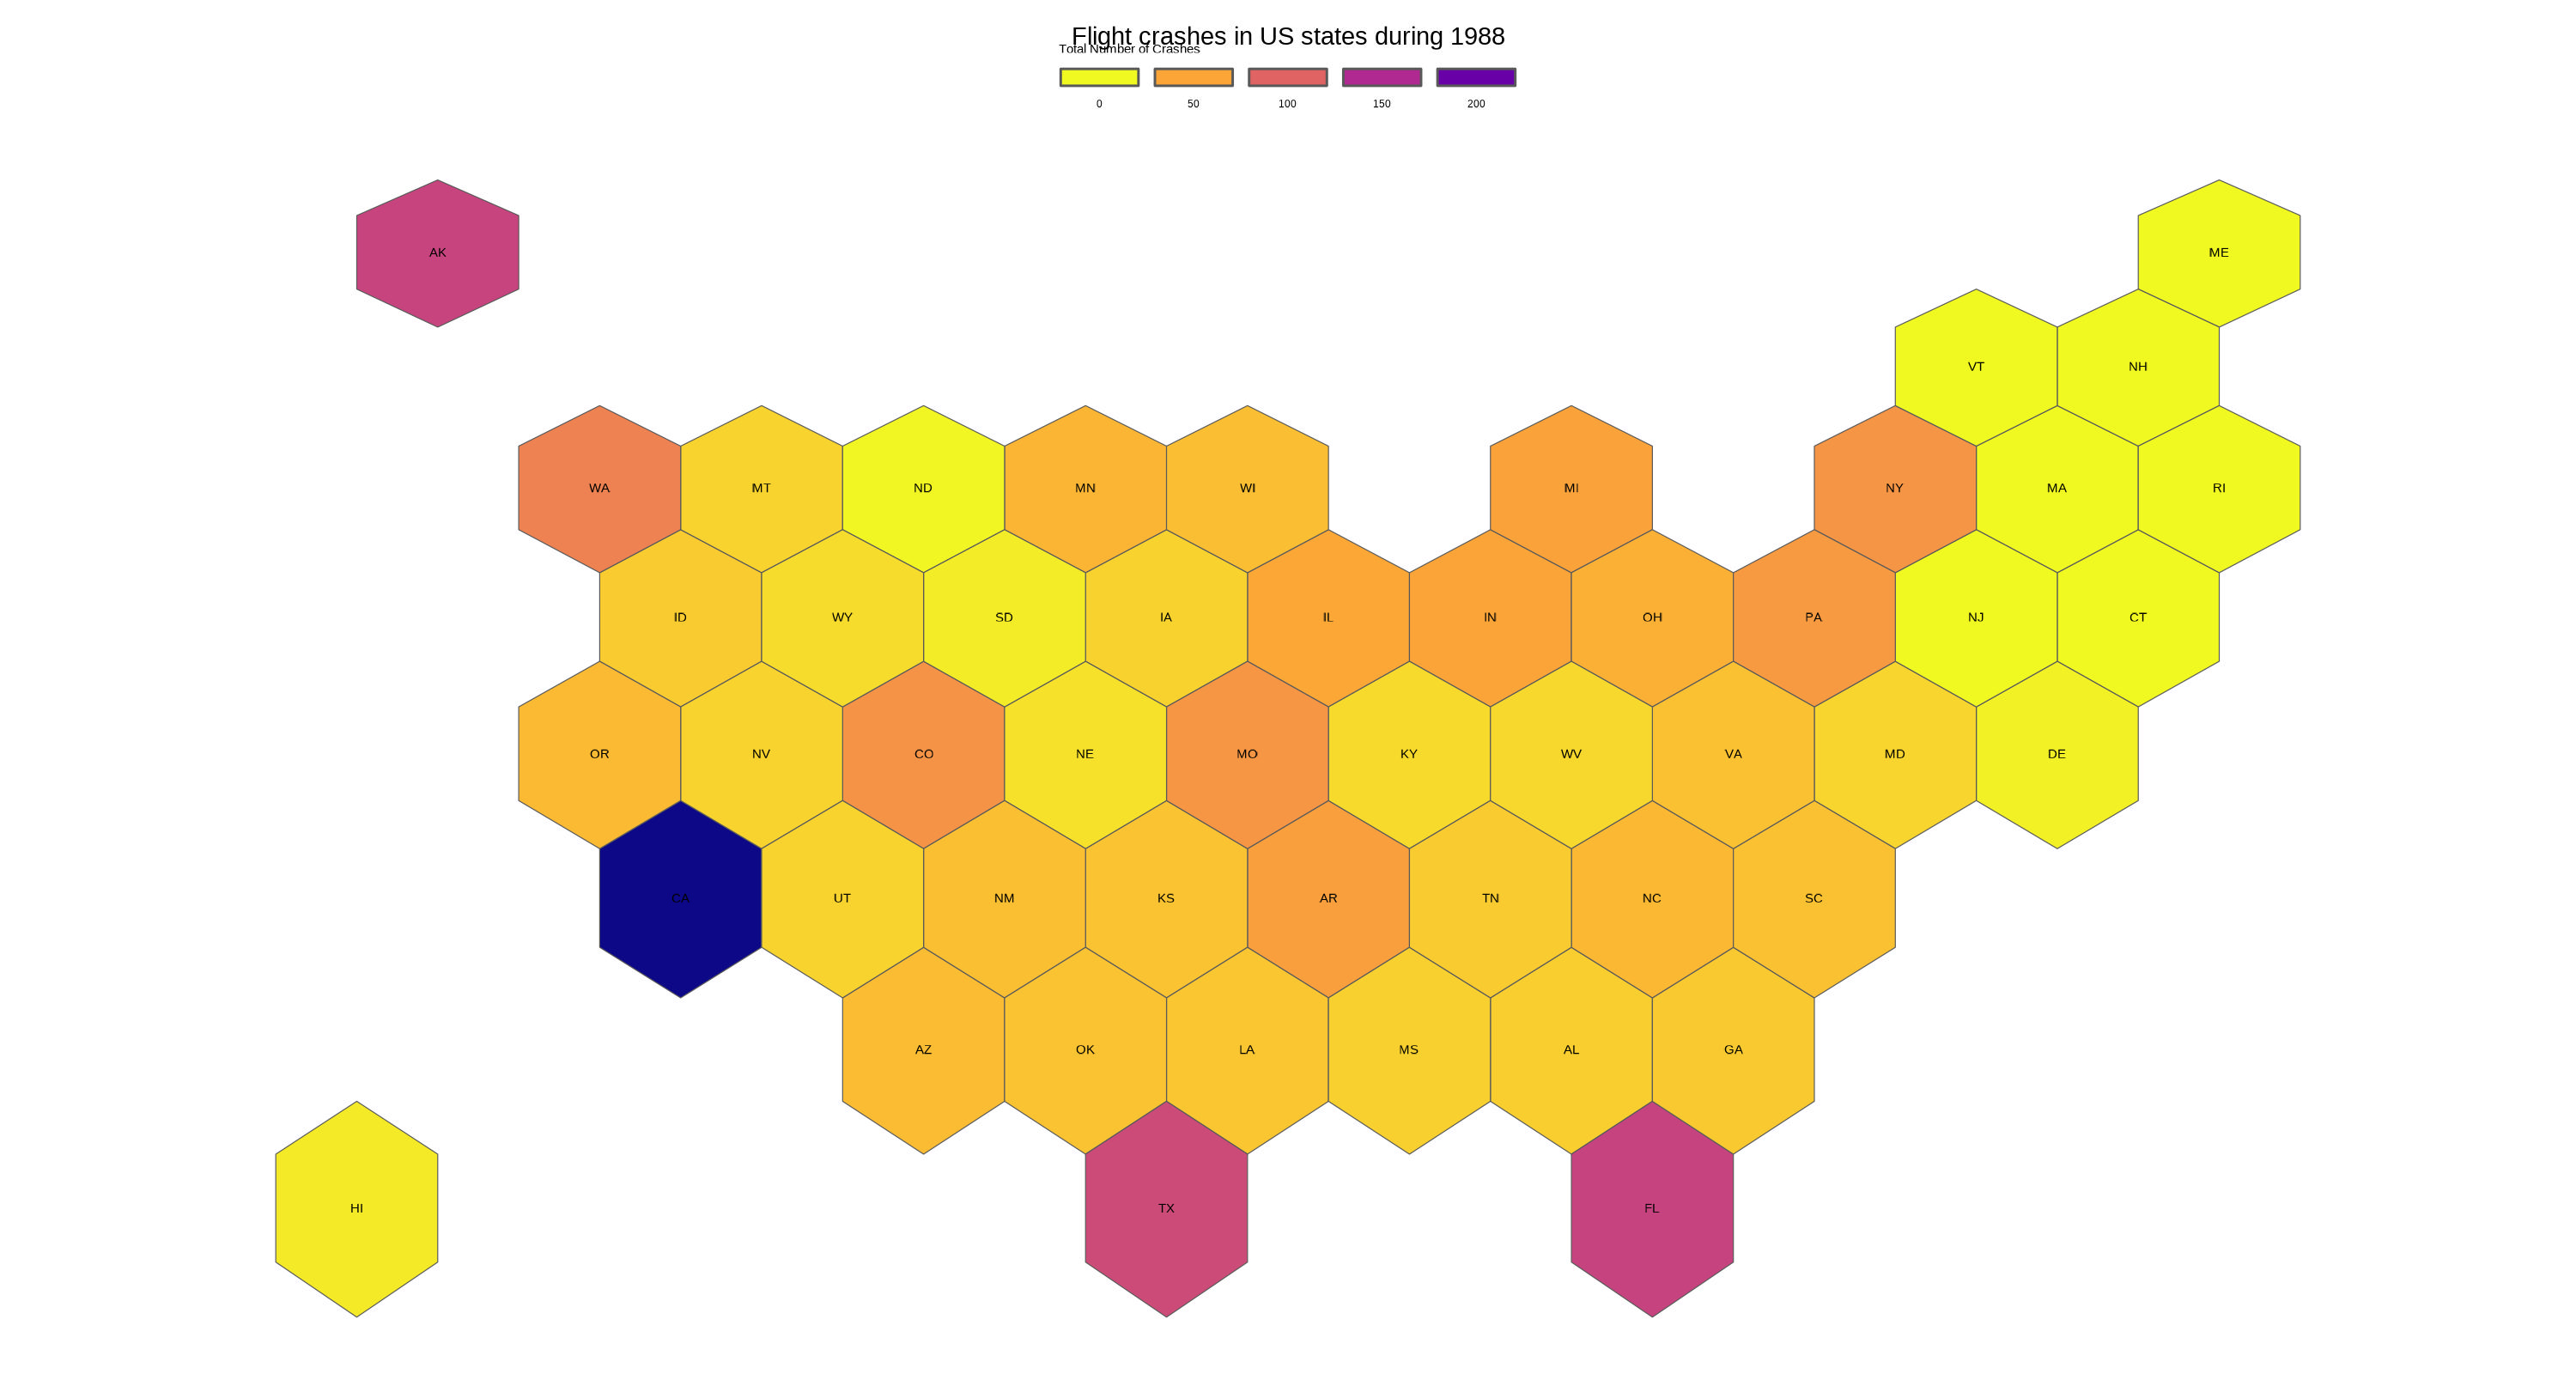 Flight crashes in US states during 1988
Total Number of Crashes
0 50 100 150 200
AK ME
VT NH
WA MT ND MN WI MI NY MA RI
ID WY SD IA IL IN OH PA NJ CT
OR NV CO NE MO KY WV VA MD DE
CA UT NM KS AR TN NC SC
AZ OK LA MS AL GA
HI TX FL